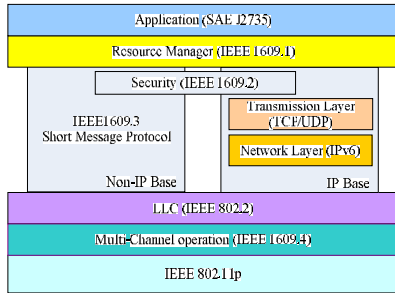 Application (SAE J2735)
Resource Manager (IEEE 1609.1)
Security (IEEE 1609.2)
IEEE1609.3
Short Message Protocol
Non-IP Base
Transmission Layer
(TCP/UDP)
Network Layer (IPv6)
IP Base
LLC (IEEE 802.2)
Multi-Channel operation (IEEE 1609.4)
IEEE 802.11p